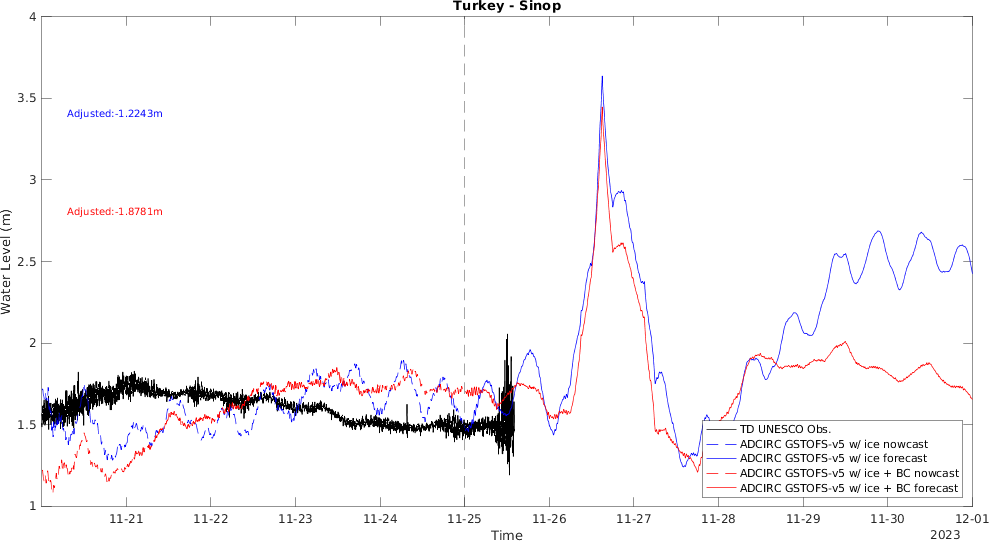 Turkey - Sinop
4
3.5
3
2.5
2
1.5
1
Water Level (m)
Adjusted:-1.2243m
Adjusted:-1.8781m
TD UNESCO Obs.
ADCIRC GSTOFS-v5 w/ ice nowcast
ADCIRC GSTOFS-v5 w/ ice forecast
ADCIRC GSTOFS-v5 w/ ice + BC nowcast
ADCIRC GSTOFS-v5 w/ ice + BC forecast
11-21 11-22 11-23 11-24 11-25 11-26 11-27 11-28 11-29 11-30 12-01
Time
2023